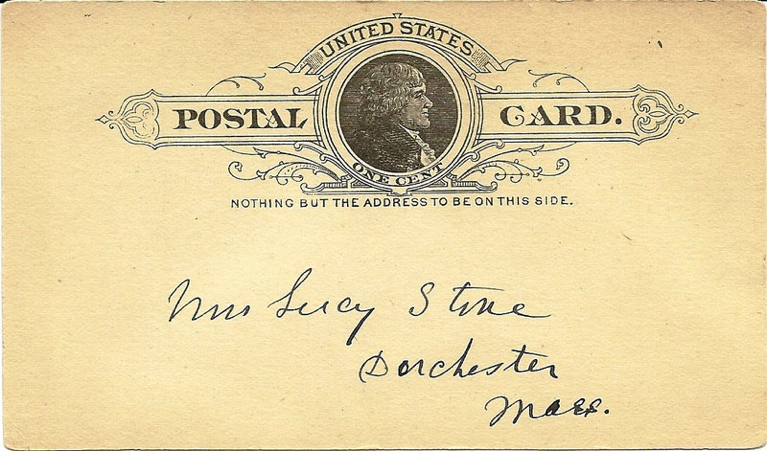 UNITED STATES
POSTAL CARD.
ONE CENT
NOTHING BUT THE ADDRESS TO BE ON THIS SIDE.
Mrs Lucy Stone
Dorchester
Mass.